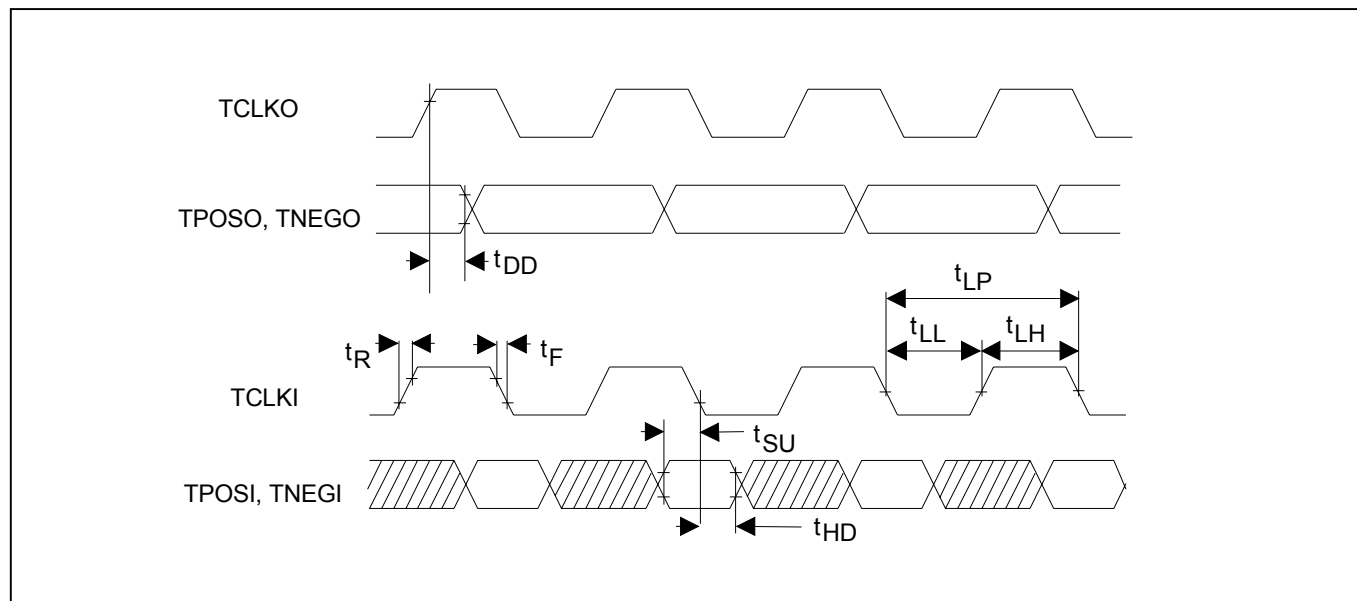 TCLKO
TPOSO, TNEGO
tDD
tLP
tLL
tLH
tR
tF
TCLKI
tSU
TPOSI, TNEGI
tHD